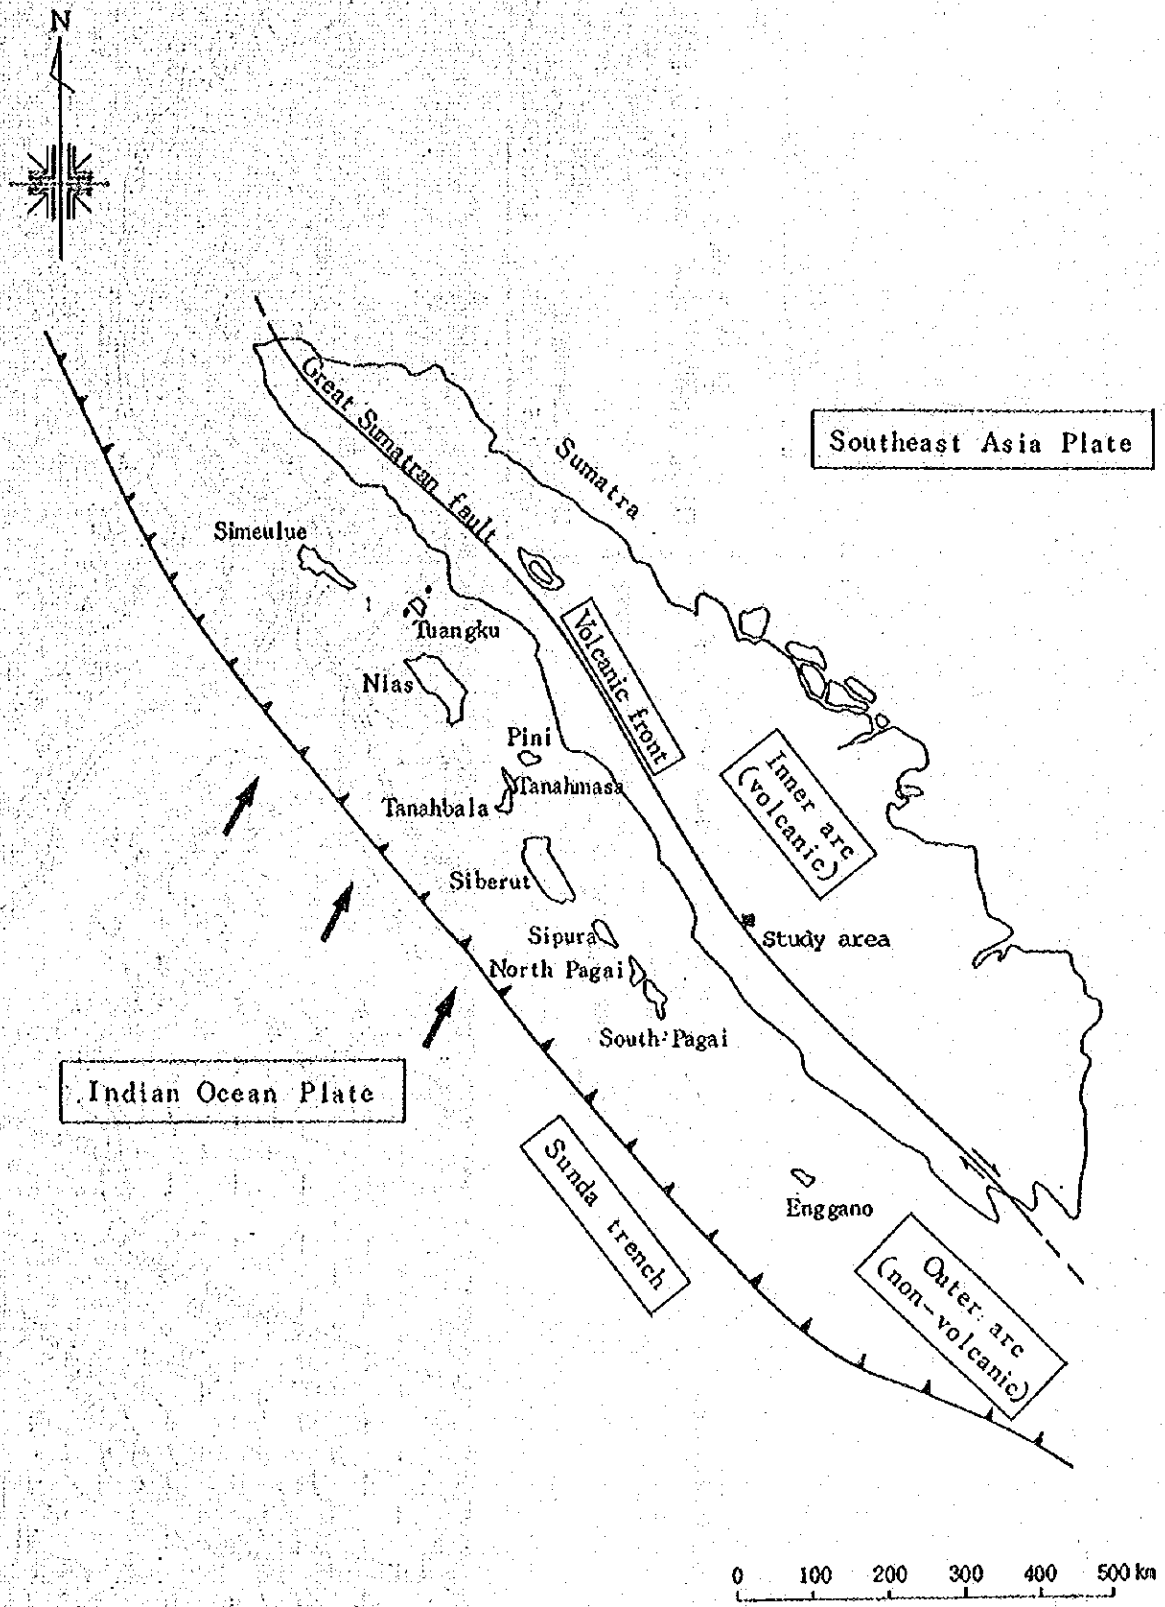 N
Great Sumatran fault
Sumatra
Southeast Asia Plate
Simeulue
Tuangku
Nias
Volcanic front
Pini
Tanahmasa
Tanahbala
Inner arc
(volcanic)
Siberut
Study area
Sipura
North Pagai
South Pagai
Indian Ocean Plate
Sunda trench
Enggano
Outer arc
(non-volcanic)
0 100 200 300 400 500 km